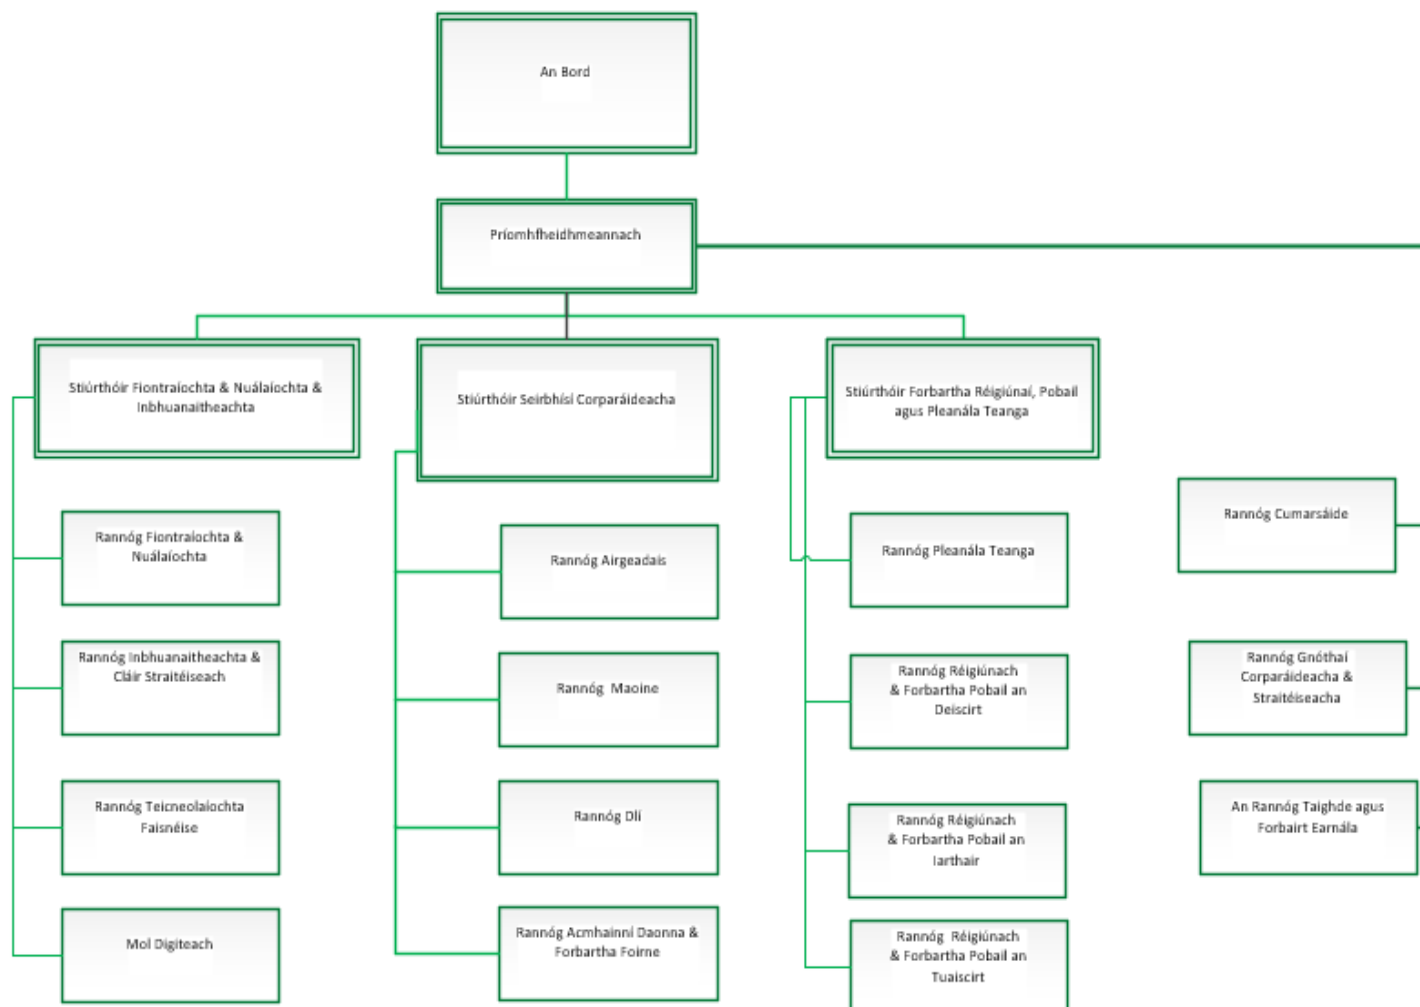 An Bord
Príomhfheidhmeannach
Stiúrthóir Fiontraíochta & Nuálaíochta &
Inbhuanaitheachta
Stiúrthóir Seirbhísí Corparáideacha
Stiúrthóir Forbartha Réigiúnaí, Pobail
agus Pleanála Teanga
Rannóg Fiontraíochta &
Nuálaíochta
Rannóg Inbhuanaitheachta &
Cláir Straitéiseach
Rannóg Teicneolaíochta
Faisnéise
Mol Digiteach
Rannóg Airgeadais
Rannóg Maoine
Rannóg Dlí
Rannóg Acmhainní Daonna &
Forbartha Foirne
Rannóg Pleanála Teanga
Rannóg Réigiúnach
& Forbartha Pobail an
Deiscirt
Rannóg Réigiúnach
& Forbartha Pobail an
Iarthair
Rannóg Réigiúnach
& Forbartha Pobail an
Tuaiscirt
Rannóg Cumarsáide
Rannóg Gnóthaí
Corparáideacha &
Straitéiseacha
An Rannóg Taighde agus
Forbairt Earnála